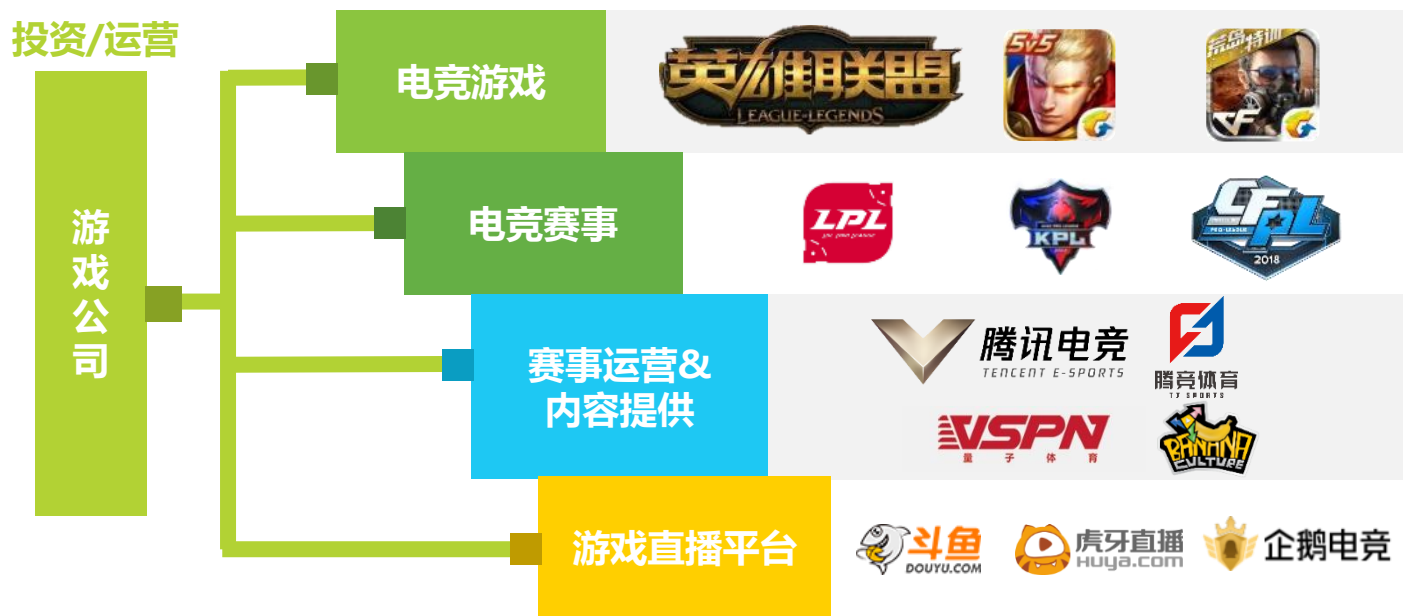 投资/运营
游戏公司
电竞游戏
英雄联盟
LEAGUE-LEGENDS
5v5
荒岛特训
CF
电竞赛事
LPL
KPL
CFPL
PRO-LEAGUE
2018
赛事运营&
内容提供
腾讯电竞
TENCENT E-SPORTS
腾竞体育
TJ SPORTS
VSPN
量子体育
BANANA
CULTURE
游戏直播平台
斗鱼
DOUYU.COM
虎牙直播
HUYA.com
企鹅电竞